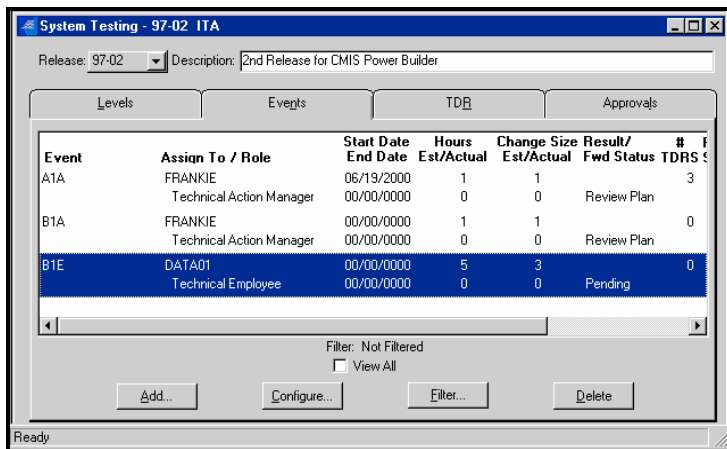 System Testing - 97-02 ITA
Release: 97-02 Description: 2nd Release for CMIS Power Builder
Levels Events TDR Approvals
Start Date Hours Change Size Result/ # F
Event Assign To / Role End Date Est/Actual Est/Actual Fwd Status TDRS S
A1A FRANKIE 06/19/2000 1 1 3
Technical Action Manager 00/00/0000 0 0 Review Plan
B1A FRANKIE 00/00/0000 1 1 0
Technical Action Manager 00/00/0000 0 0 Review Plan
B1E DATA01 00/00/0000 5 3 0
Technical Employee 00/00/0000 0 0 Pending
Filter: Not Filtered
View All
Add... Configure... Filter... Delete
Ready